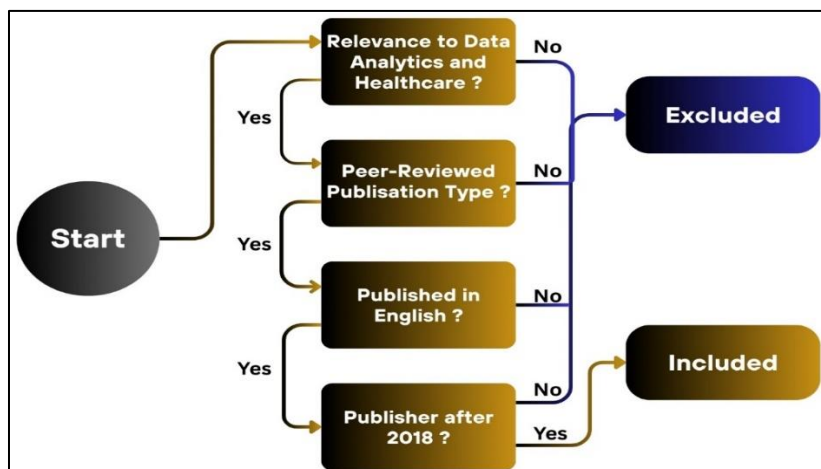 Start
Relevance to Data
Analytics and
Healthcare ?
No
Yes
Peer-Reviewed
Publisation Type ?
No
Yes
Published in
English ?
No
Yes
Publisher after
2018 ?
No
Yes
Excluded
Included